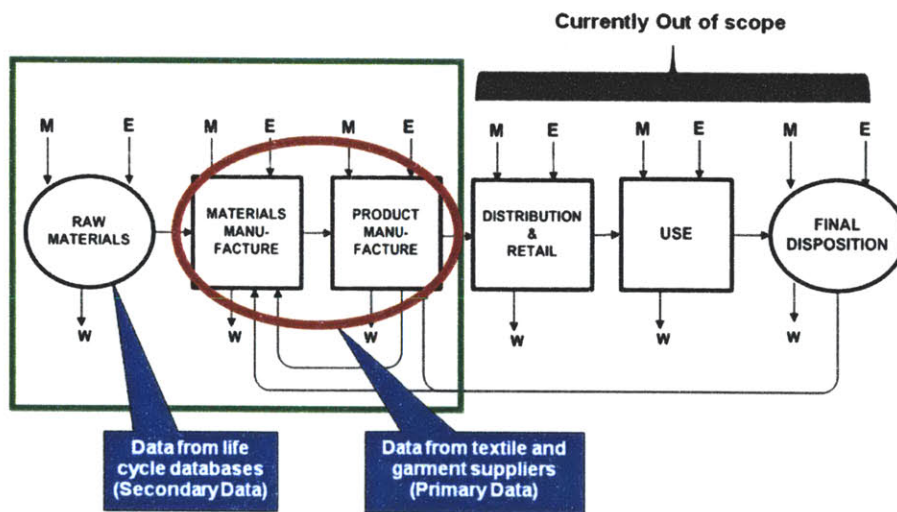 Currently Out of scope
M E M E M E M E M E M E
RAW
MATERIALS
MATERIALS
MANU-
FACTURE
PRODUCT
MANU-
FACTURE
DISTRIBUTION
&
RETAIL
USE
FINAL
DISPOSITION
W W W W W W
Data from life
cycle databases
(Secondary Data)
Data from textile and
garment suppliers
(Primary Data)